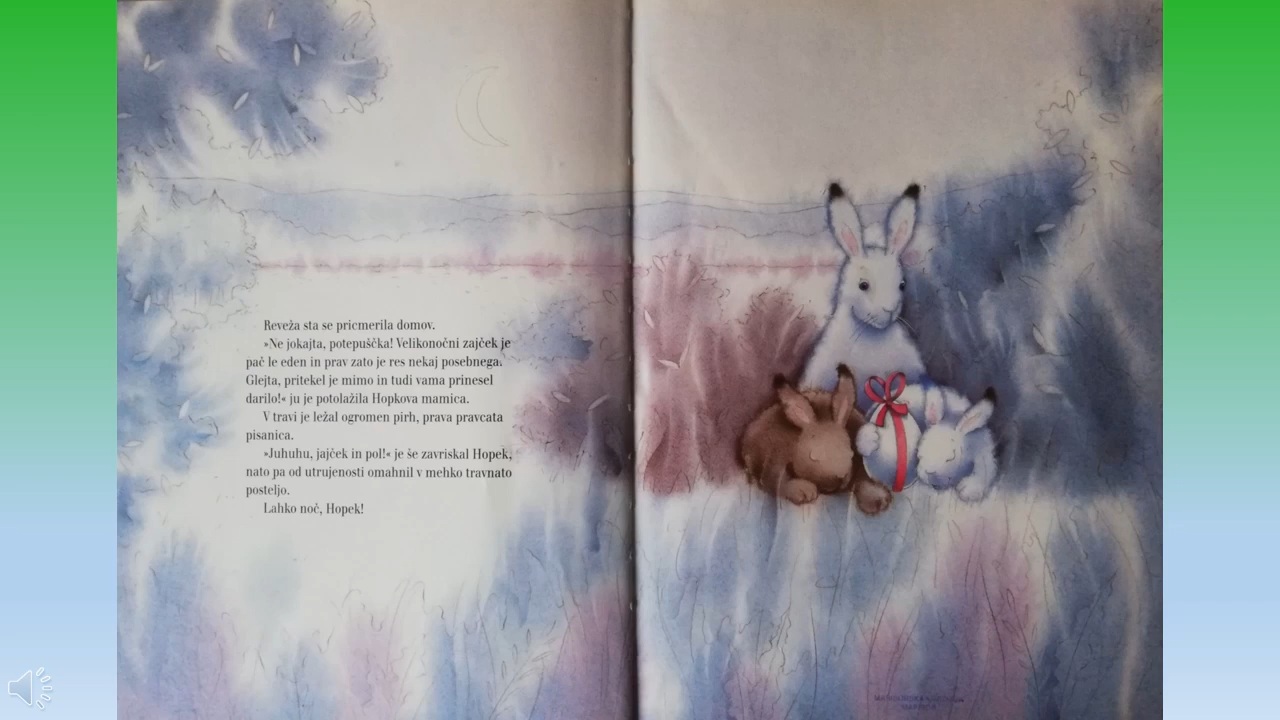 Reveža sta se pricmerila domov.
»Ne jokajta, potepuščka! Velikonočni zajček je
pač le eden in prav zato je res nekaj posebnega.
Glejta, pritekel je mimo in tudi vama prinesel
darilo!« ju je potolažila Hopkova mamica.
V travi je ležal ogromen pirh, prava pravcata
pisanica.
»Juhuhu, jajček in pol!« je še zavriskal Hopek,
nato pa od utrujenosti omahnil v mehko travnato
posteljo.
Lahko noč, Hopek!